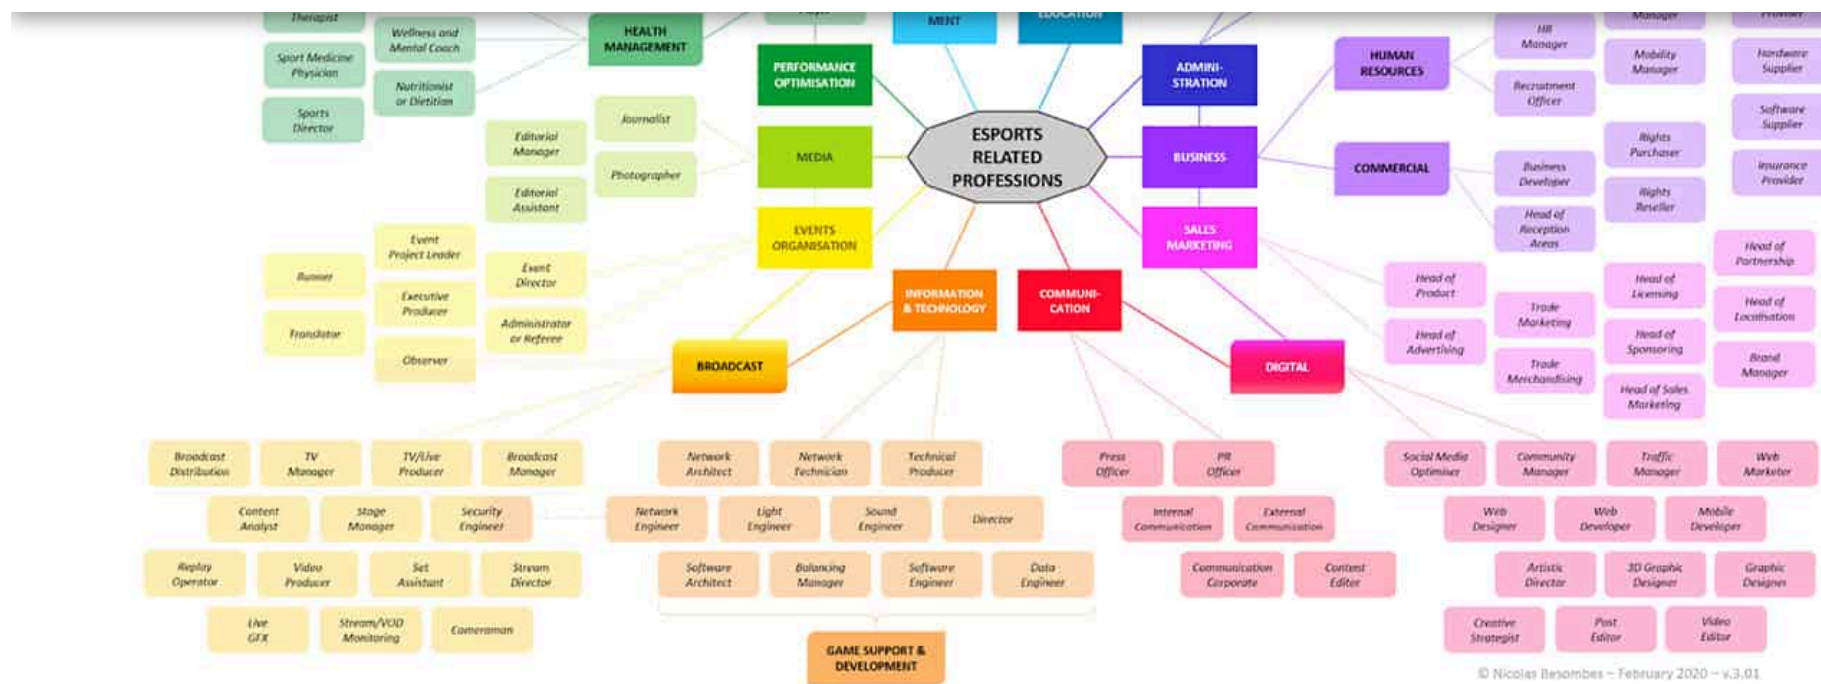 Therapist
Sport Medicine
Physician
Sports
Director
Wellness and
Mental Coach
Nutritionist
or Dietitian
HEALTH
MANAGEMENT
Player
PERFORMANCE
OPTIMISATION
MENT
EDUCATION
ADMINI-
STRATION
ESPORTS
RELATED
PROFESSIONS
HUMAN
RESOURCES
HR
Manager
Recruitment
Officer
Manager
Mobility
Manager
Provider
Hardware
Supplier
Software
Supplier
Insurance
Provider
Journalist
Photographer
Editorial
Manager
Editorial
Assistant
MEDIA
BUSINESS
COMMERCIAL
Business
Developer
Head of
Reception
Areas
Rights
Purchaser
Rights
Reseller
EVENTS
ORGANISATION
Runner
Translator
Event
Project Leader
Executive
Producer
Observer
Event
Director
Administrator
or Referee
SALES
MARKETING
Head of
Product
Head of
Advertising
Trade
Marketing
Trade
Merchandising
Head of
Licensing
Head of
Sponsoring
Head of Sales
Marketing
Head of
Partnership
Head of
Localisation
Brand
Manager
INFORMATION
& TECHNOLOGY
COMMUNI-
CATION
BROADCAST
DIGITAL
Broadcast
Distribution
TV
Manager
TV/Live
Producer
Broadcast
Manager
Content
Analyst
Stage
Manager
Security
Engineer
Replay
Operator
Video
Producer
Set
Assistant
Stream
Director
Live
GFX
Stream/VOD
Monitoring
Cameraman
Network
Architect
Network
Technician
Technical
Producer
Network
Engineer
Light
Engineer
Sound
Engineer
Director
Software
Architect
Balancing
Manager
Software
Engineer
Data
Engineer
GAME SUPPORT &
DEVELOPMENT
Press
Officer
PR
Officer
Internal
Communication
External
Communication
Communication
Corporate
Content
Editor
Social Media
Optimiser
Community
Manager
Traffic
Manager
Web
Marketer
Web
Designer
Web
Developer
Mobile
Developer
Artistic
Director
3D Graphic
Designer
Graphic
Designer
Creative
Strategist
Post
Editor
Video
Editor
© Nicolas Besombes – February 2020 – v.3.01